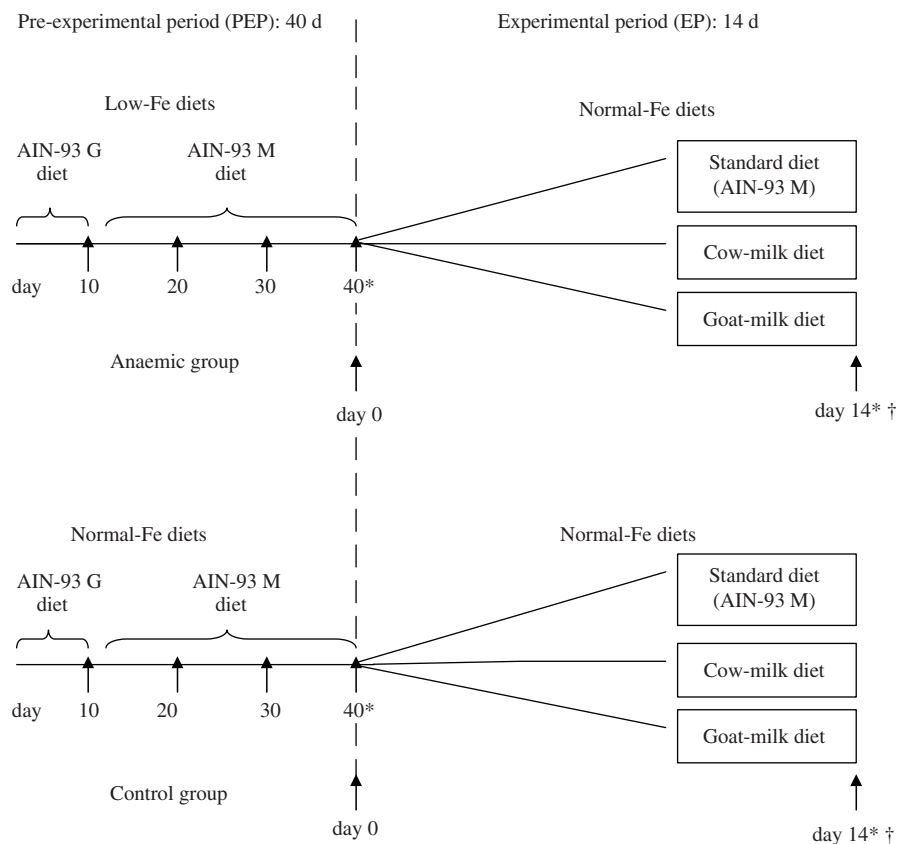 Pre-experimental period (PEP): 40 d
Experimental period (EP): 14 d
Low-Fe diets
Normal-Fe diets
AIN-93 G
diet
AIN-93 M
diet
Standard diet
(AIN-93 M)
Cow-milk diet
Goat-milk diet
day 10 20 30 40*
Anaemic group
day 0
day 14* †
Normal-Fe diets
Normal-Fe diets
AIN-93 G
diet
AIN-93 M
diet
Standard diet
(AIN-93 M)
Cow-milk diet
Goat-milk diet
day 10 20 30 40*
Control group
day 0
day 14* †